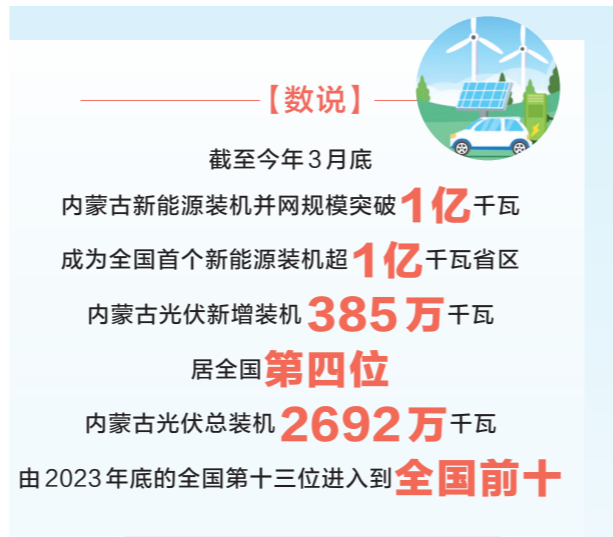 【数说】
截至今年3月底
内蒙古新能源装机并网规模突破1亿千瓦
成为全国首个新能源装机超1亿千瓦省区
内蒙古光伏新增装机385万千瓦
居全国第四位
内蒙古光伏总装机2692万千瓦
由2023年底的全国第十三位进入到全国前十